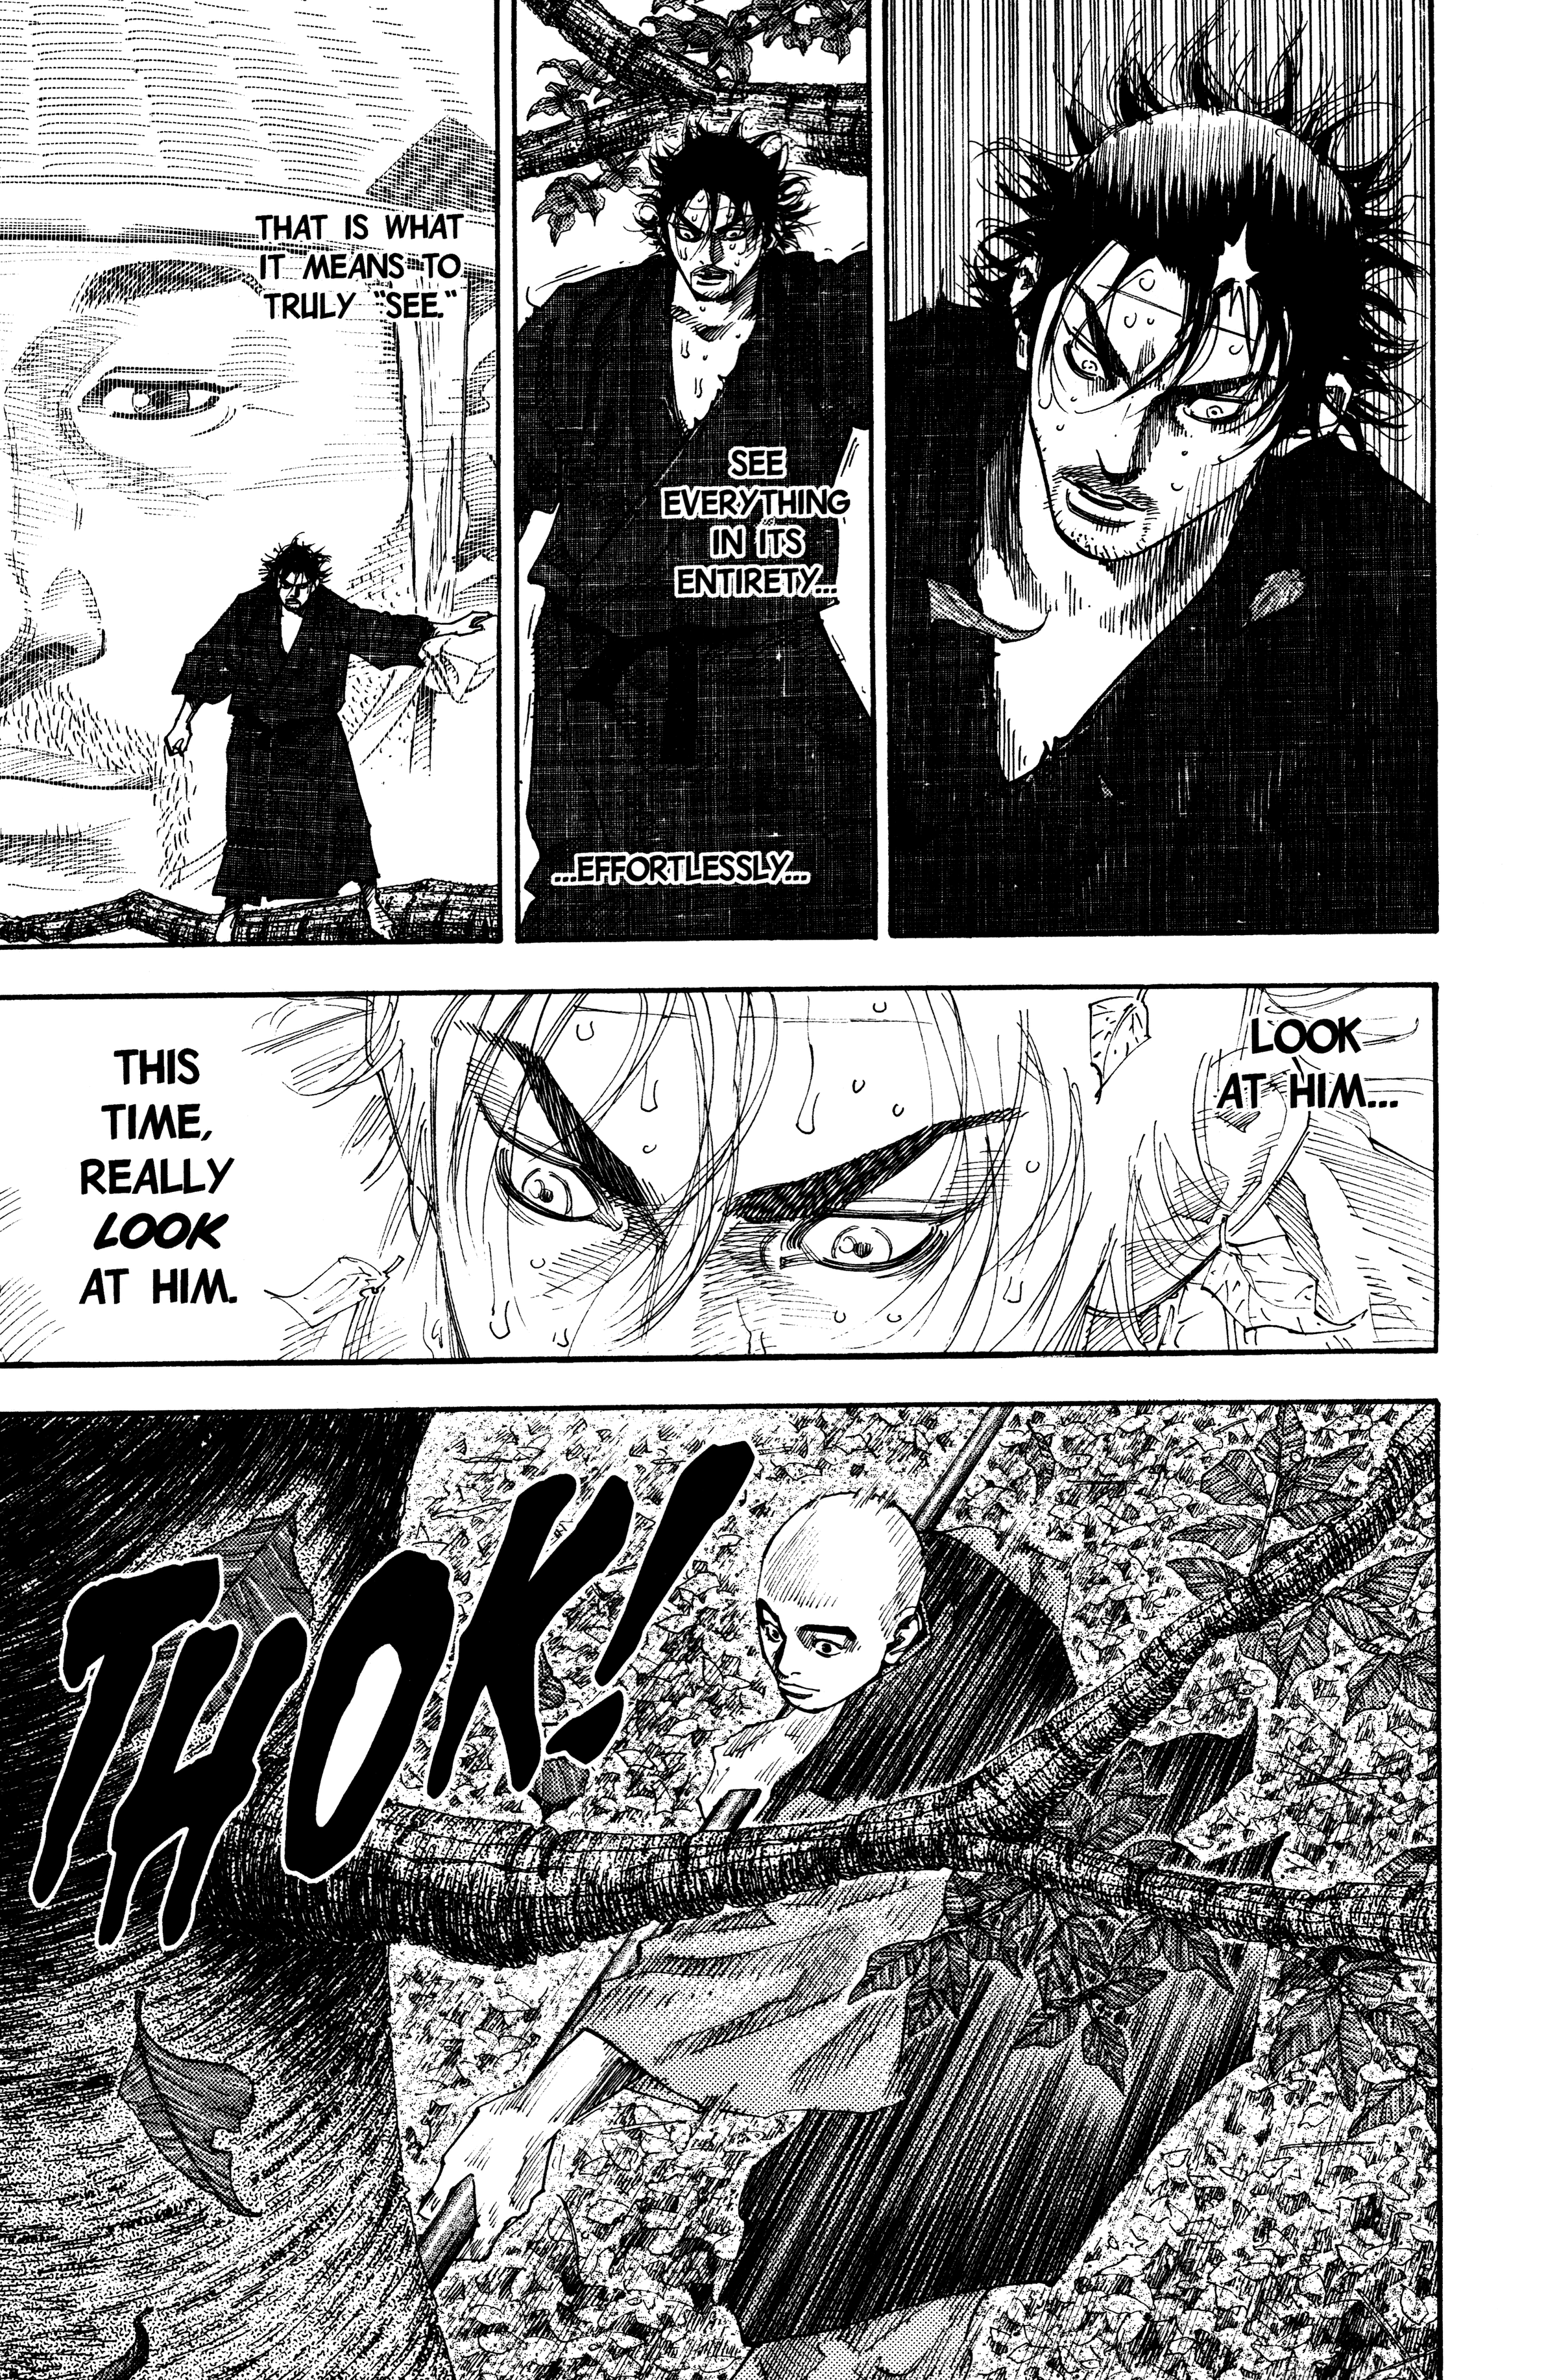 SEE
EVERYTHING
IN ITS
ENTIRETY...
...EFFORTLESSLY...
THAT IS WHAT
IT MEANS TO
TRULY "SEE."
LOOK
AT HIM...
THIS
TIME,
REALLY
LOOK
AT HIM.
THOK!